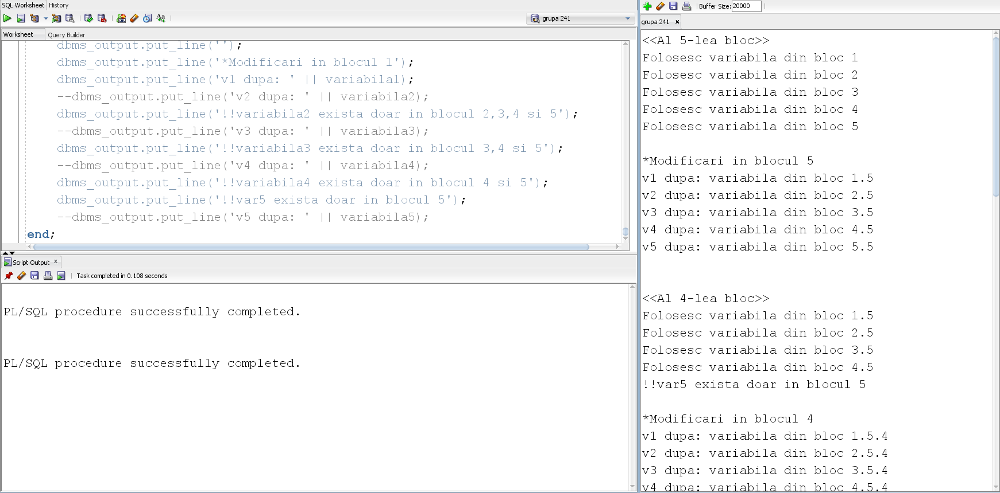 SQL Worksheet History
grupa 241
Worksheet Query Builder
dbms_output.put_line('');
dbms_output.put_line('*Modificari in blocul 1');
dbms_output.put_line('v1 dupa: ' || variabila1);
--dbms_output.put_line('v2 dupa: ' || variabila2);
dbms_output.put_line('!!variabila2 exista doar in blocul 2,3,4 si 5');
--dbms_output.put_line('v3 dupa: ' || variabila3);
dbms_output.put_line('!!variabila3 exista doar in blocul 3,4 si 5');
--dbms_output.put_line('v4 dupa: ' || variabila4);
dbms_output.put_line('!!variabila4 exista doar in blocul 4 si 5');
dbms_output.put_line('!!var5 exista doar in blocul 5');
--dbms_output.put_line('v5 dupa: ' || variabila5);
end;
Script Output x
Task completed in 0.108 seconds
PL/SQL procedure successfully completed.
PL/SQL procedure successfully completed.
Buffer Size: 20000
grupa 241 x
<<Al 5-lea bloc>>
Folosesc variabila din bloc 1
Folosesc variabila din bloc 2
Folosesc variabila din bloc 3
Folosesc variabila din bloc 4
Folosesc variabila din bloc 5
*Modificari in blocul 5
v1 dupa: variabila din bloc 1.5
v2 dupa: variabila din bloc 2.5
v3 dupa: variabila din bloc 3.5
v4 dupa: variabila din bloc 4.5
v5 dupa: variabila din bloc 5.5
<<Al 4-lea bloc>>
Folosesc variabila din bloc 1.5
Folosesc variabila din bloc 2.5
Folosesc variabila din bloc 3.5
Folosesc variabila din bloc 4.5
!!var5 exista doar in blocul 5
*Modificari in blocul 4
v1 dupa: variabila din bloc 1.5.4
v2 dupa: variabila din bloc 2.5.4
v3 dupa: variabila din bloc 3.5.4
v4 dupa: variabila din bloc 4.5.4